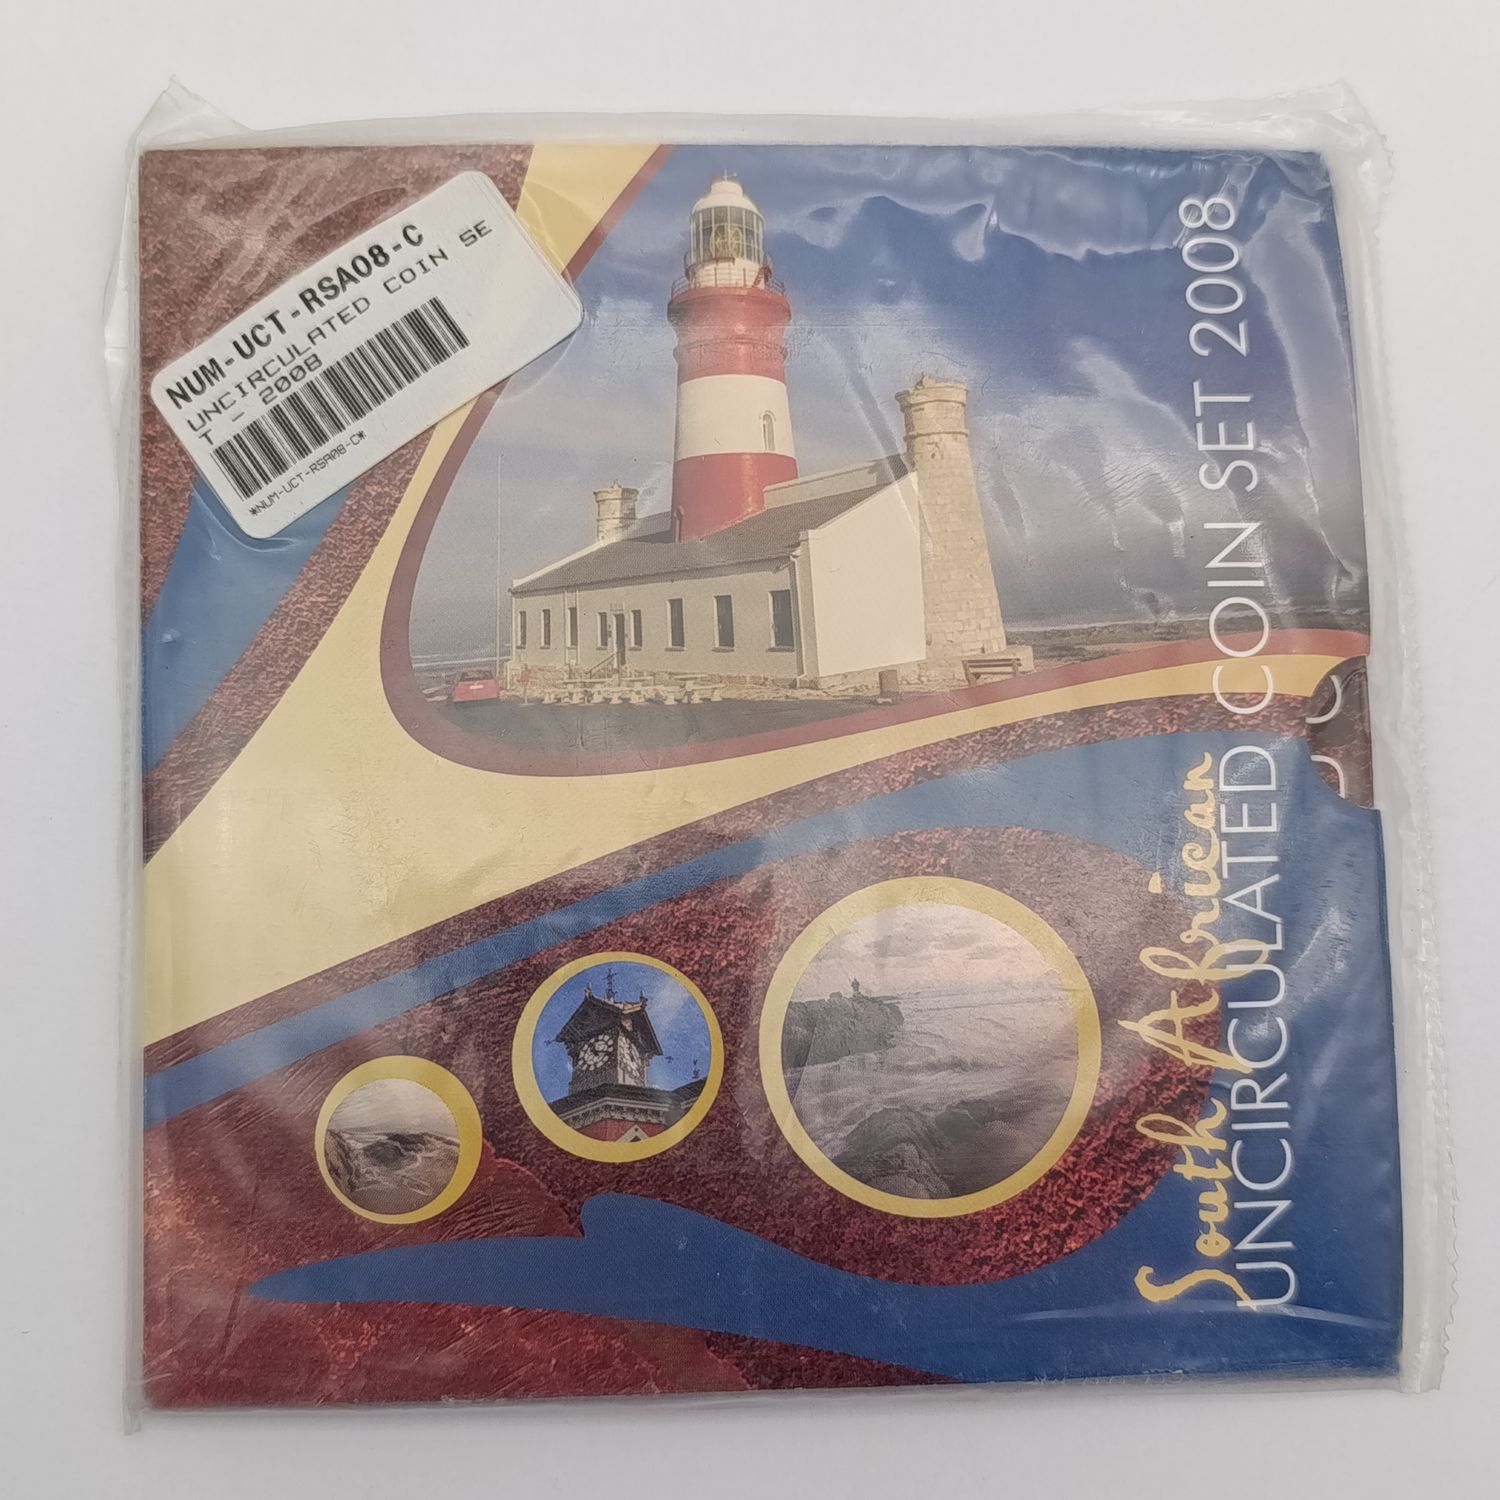 NUM-UCT-RSA08-C
UNCIRCULATED COIN SE
T - 2008
*NUM-UCT-RSA08-C*
South African
UNCIRCULATED COIN SET 2008